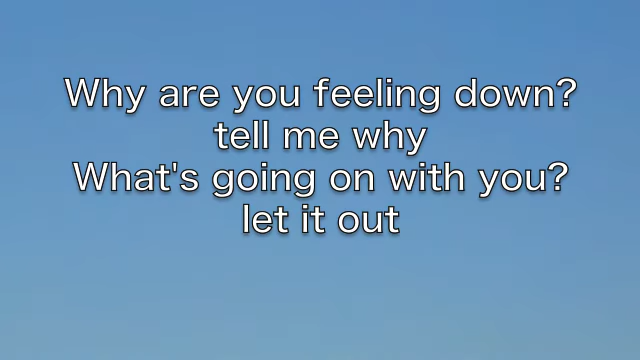 Why are you feeling down?
tell me why
What's going on with you?
let it out